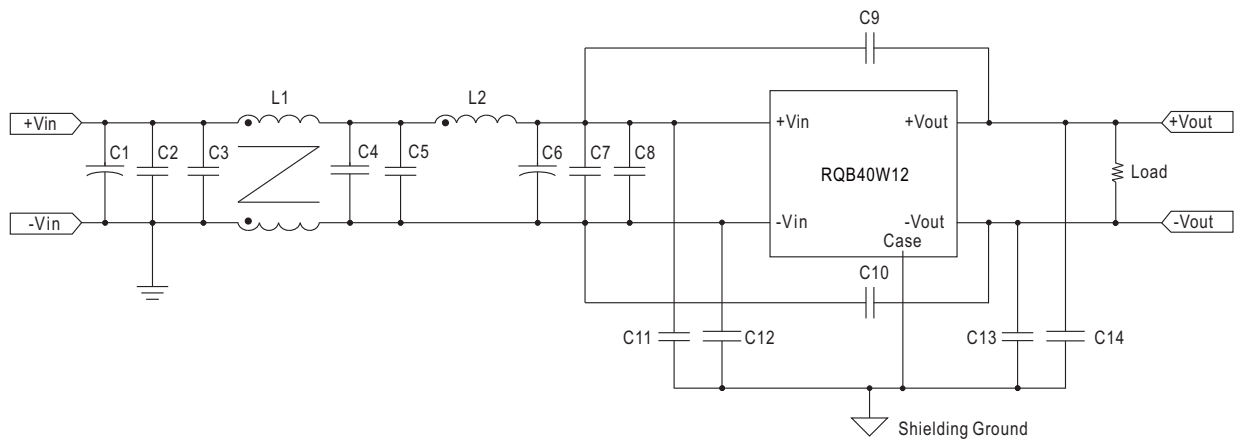 C9
L1
L2
+Vin
C1
C2
C3
C4
C5
C6
C7
C8
+Vin
+Vout
RQB40W12
-Vin
-Vout
Case
Load
+Vout
-Vin
-Vout
C10
C11
C12
C13
C14
Shielding Ground